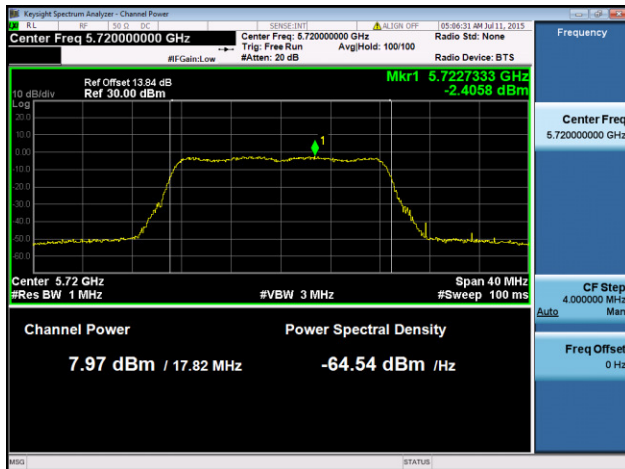 Keysight Spectrum Analyzer - Channel Power
RL RF 50 Ω DC SENSE:INT ALIGN OFF 05:06:31 AM Jul 11, 2015
Center Freq 5.720000000 GHz
Center Freq: 5.720000000 GHz
Radio Std: None
Trig: Free Run Avg|Hold: 100/100
#IFGain:Low #Atten: 20 dB Radio Device: BTS
Ref Offset 13.84 dB
10 dB/div Ref 30.00 dBm
Mkr1 5.7227333 GHz
-2.4058 dBm
Log
20.0
10.0
0.00
-10.0
-20.0
-30.0
-40.0
-50.0
-60.0
1
Center 5.72 GHz Span 40 MHz
#Res BW 1 MHz #VBW 3 MHz #Sweep 100 ms
Channel Power Power Spectral Density
7.97 dBm / 17.82 MHz -64.54 dBm /Hz
MSG STATUS
Frequency
Center Freq
5.720000000 GHz
CF Step
4.000000 MHz
Auto Man
Freq Offset
0 Hz